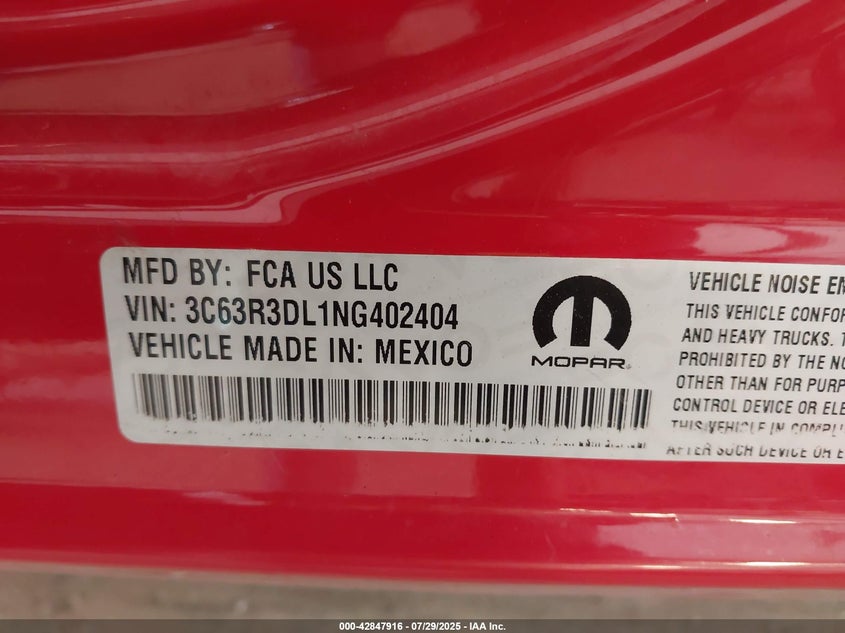 MFD BY: FCA US LLC
VIN: 3C63R3DL1NG402404
VEHICLE MADE IN: MEXICO
MOPAR
VEHICLE NOISE EM
THIS VEHICLE CONFOR
AND HEAVY TRUCKS. T
PROHIBITED BY THE NO
OTHER THAN FOR PURP
CONTROL DEVICE OR ELE
THIS VEHICLE IN COMPLI
AFTER SUCH DEVICE OR E
000-42847916 | 07/29/2025 - IAA Inc.